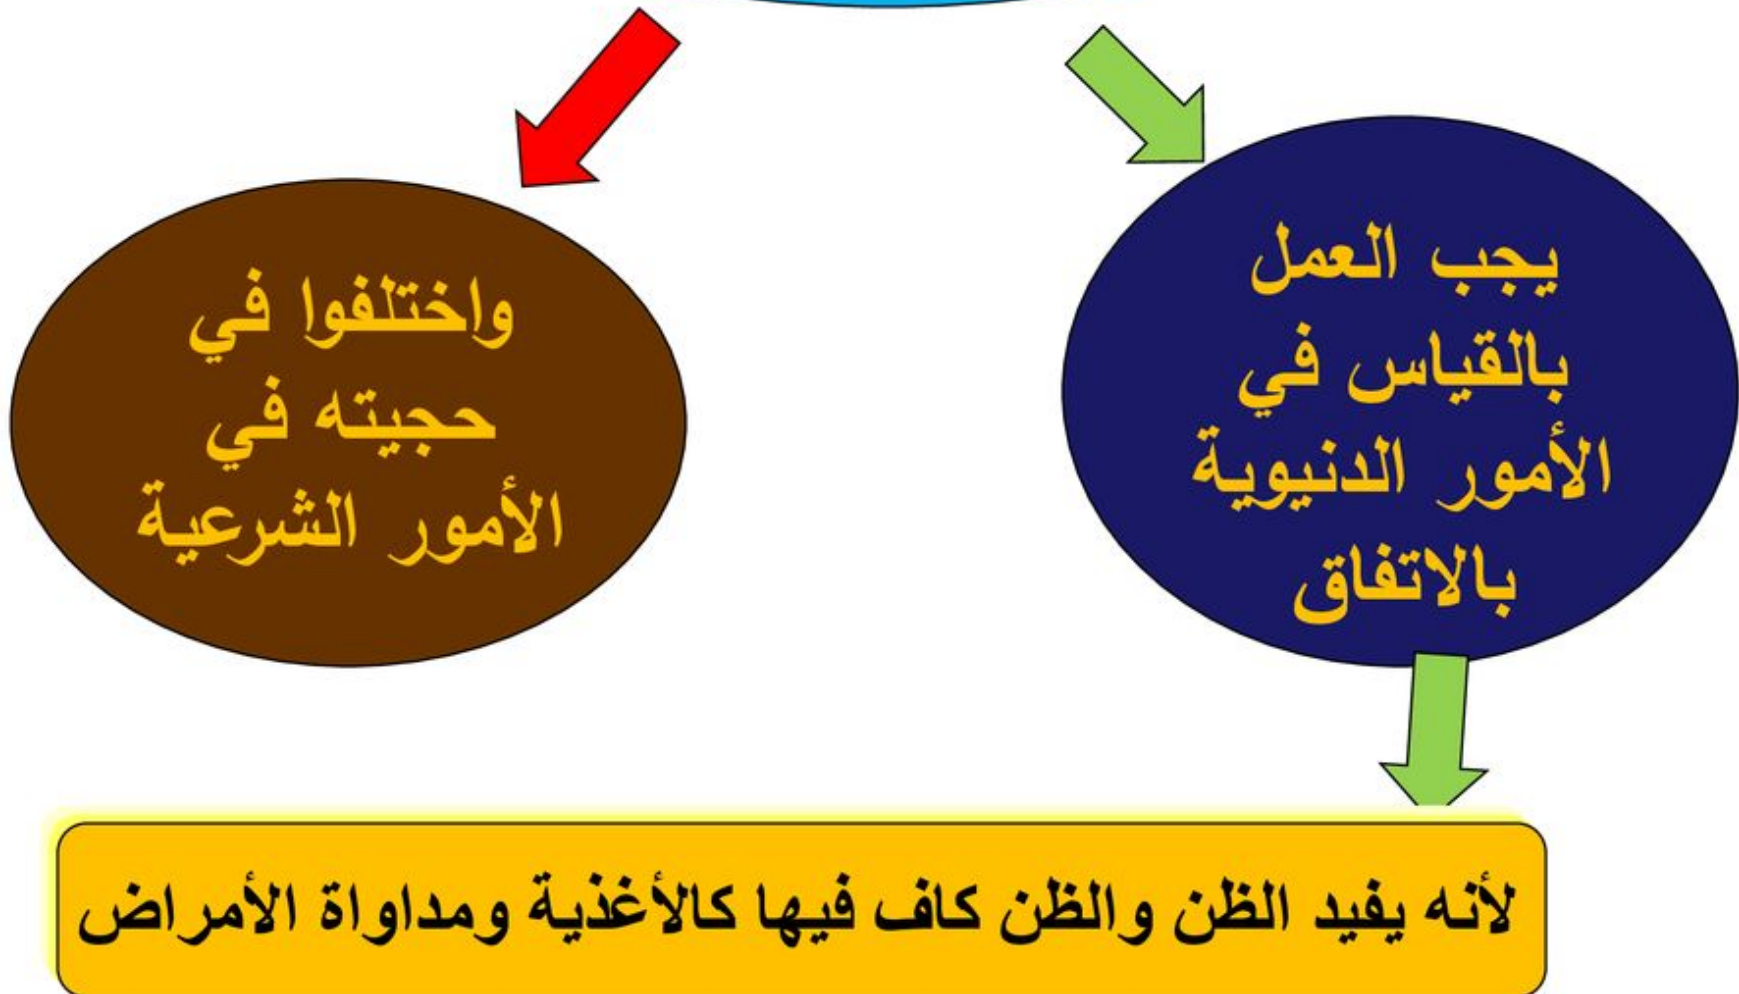 يجب العمل
بالقياس في
الأمور الدنيوية
بالاتفاق
واختلفوا في
حجيته في
الأمور الشرعية
لأنه يفيد الظن والظن كاف فيها كالأغذية ومداواة الأمراض